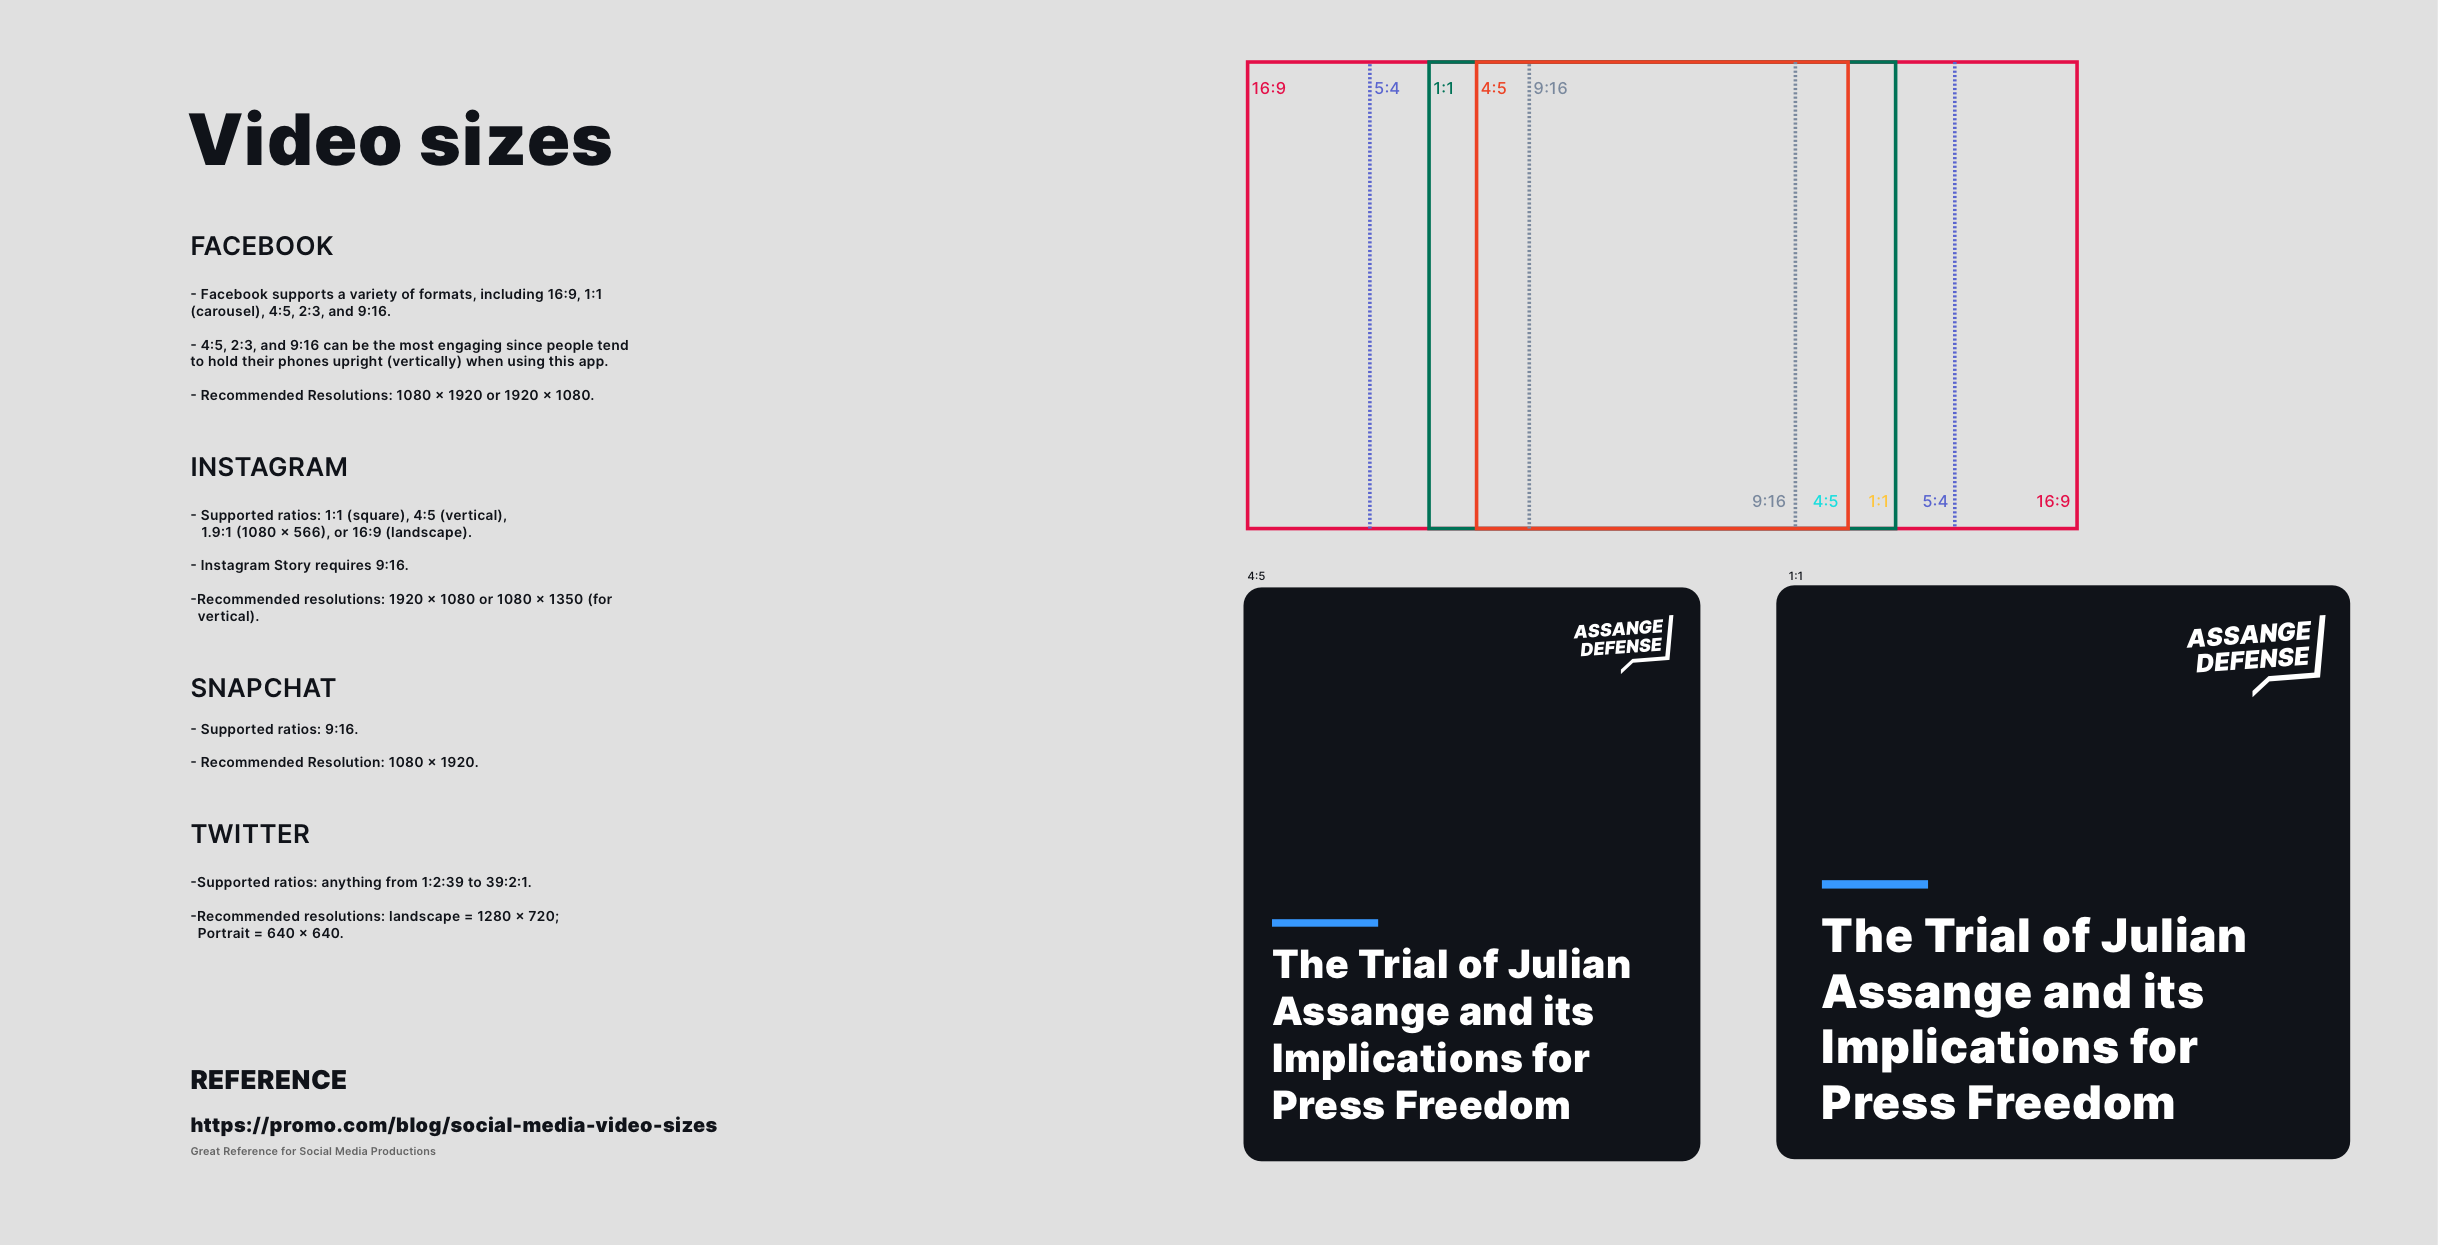 Video sizes
FACEBOOK
- Facebook supports a variety of formats, including 16:9, 1:1
(carousel), 4:5, 2:3, and 9:16.
- 4:5, 2:3, and 9:16 can be the most engaging since people tend
to hold their phones upright (vertically) when using this app.
- Recommended Resolutions: 1080 × 1920 or 1920 × 1080.
INSTAGRAM
- Supported ratios: 1:1 (square), 4:5 (vertical),
1.9:1 (1080 × 566), or 16:9 (landscape).
- Instagram Story requires 9:16.
-Recommended resolutions: 1920 × 1080 or 1080 × 1350 (for
vertical).
SNAPCHAT
- Supported ratios: 9:16.
- Recommended Resolution: 1080 × 1920.
TWITTER
-Supported ratios: anything from 1:2:39 to 39:2:1.
-Recommended resolutions: landscape = 1280 × 720;
Portrait = 640 × 640.
REFERENCE
https://promo.com/blog/social-media-video-sizes
Great Reference for Social Media Productions
16:9 5:4 1:1 4:5 9:16
9:16 4:5 1:1 5:4 16:9
4:5
ASSANGE
DEFENSE
The Trial of Julian
Assange and its
Implications for
Press Freedom
1:1
ASSANGE
DEFENSE
The Trial of Julian
Assange and its
Implications for
Press Freedom